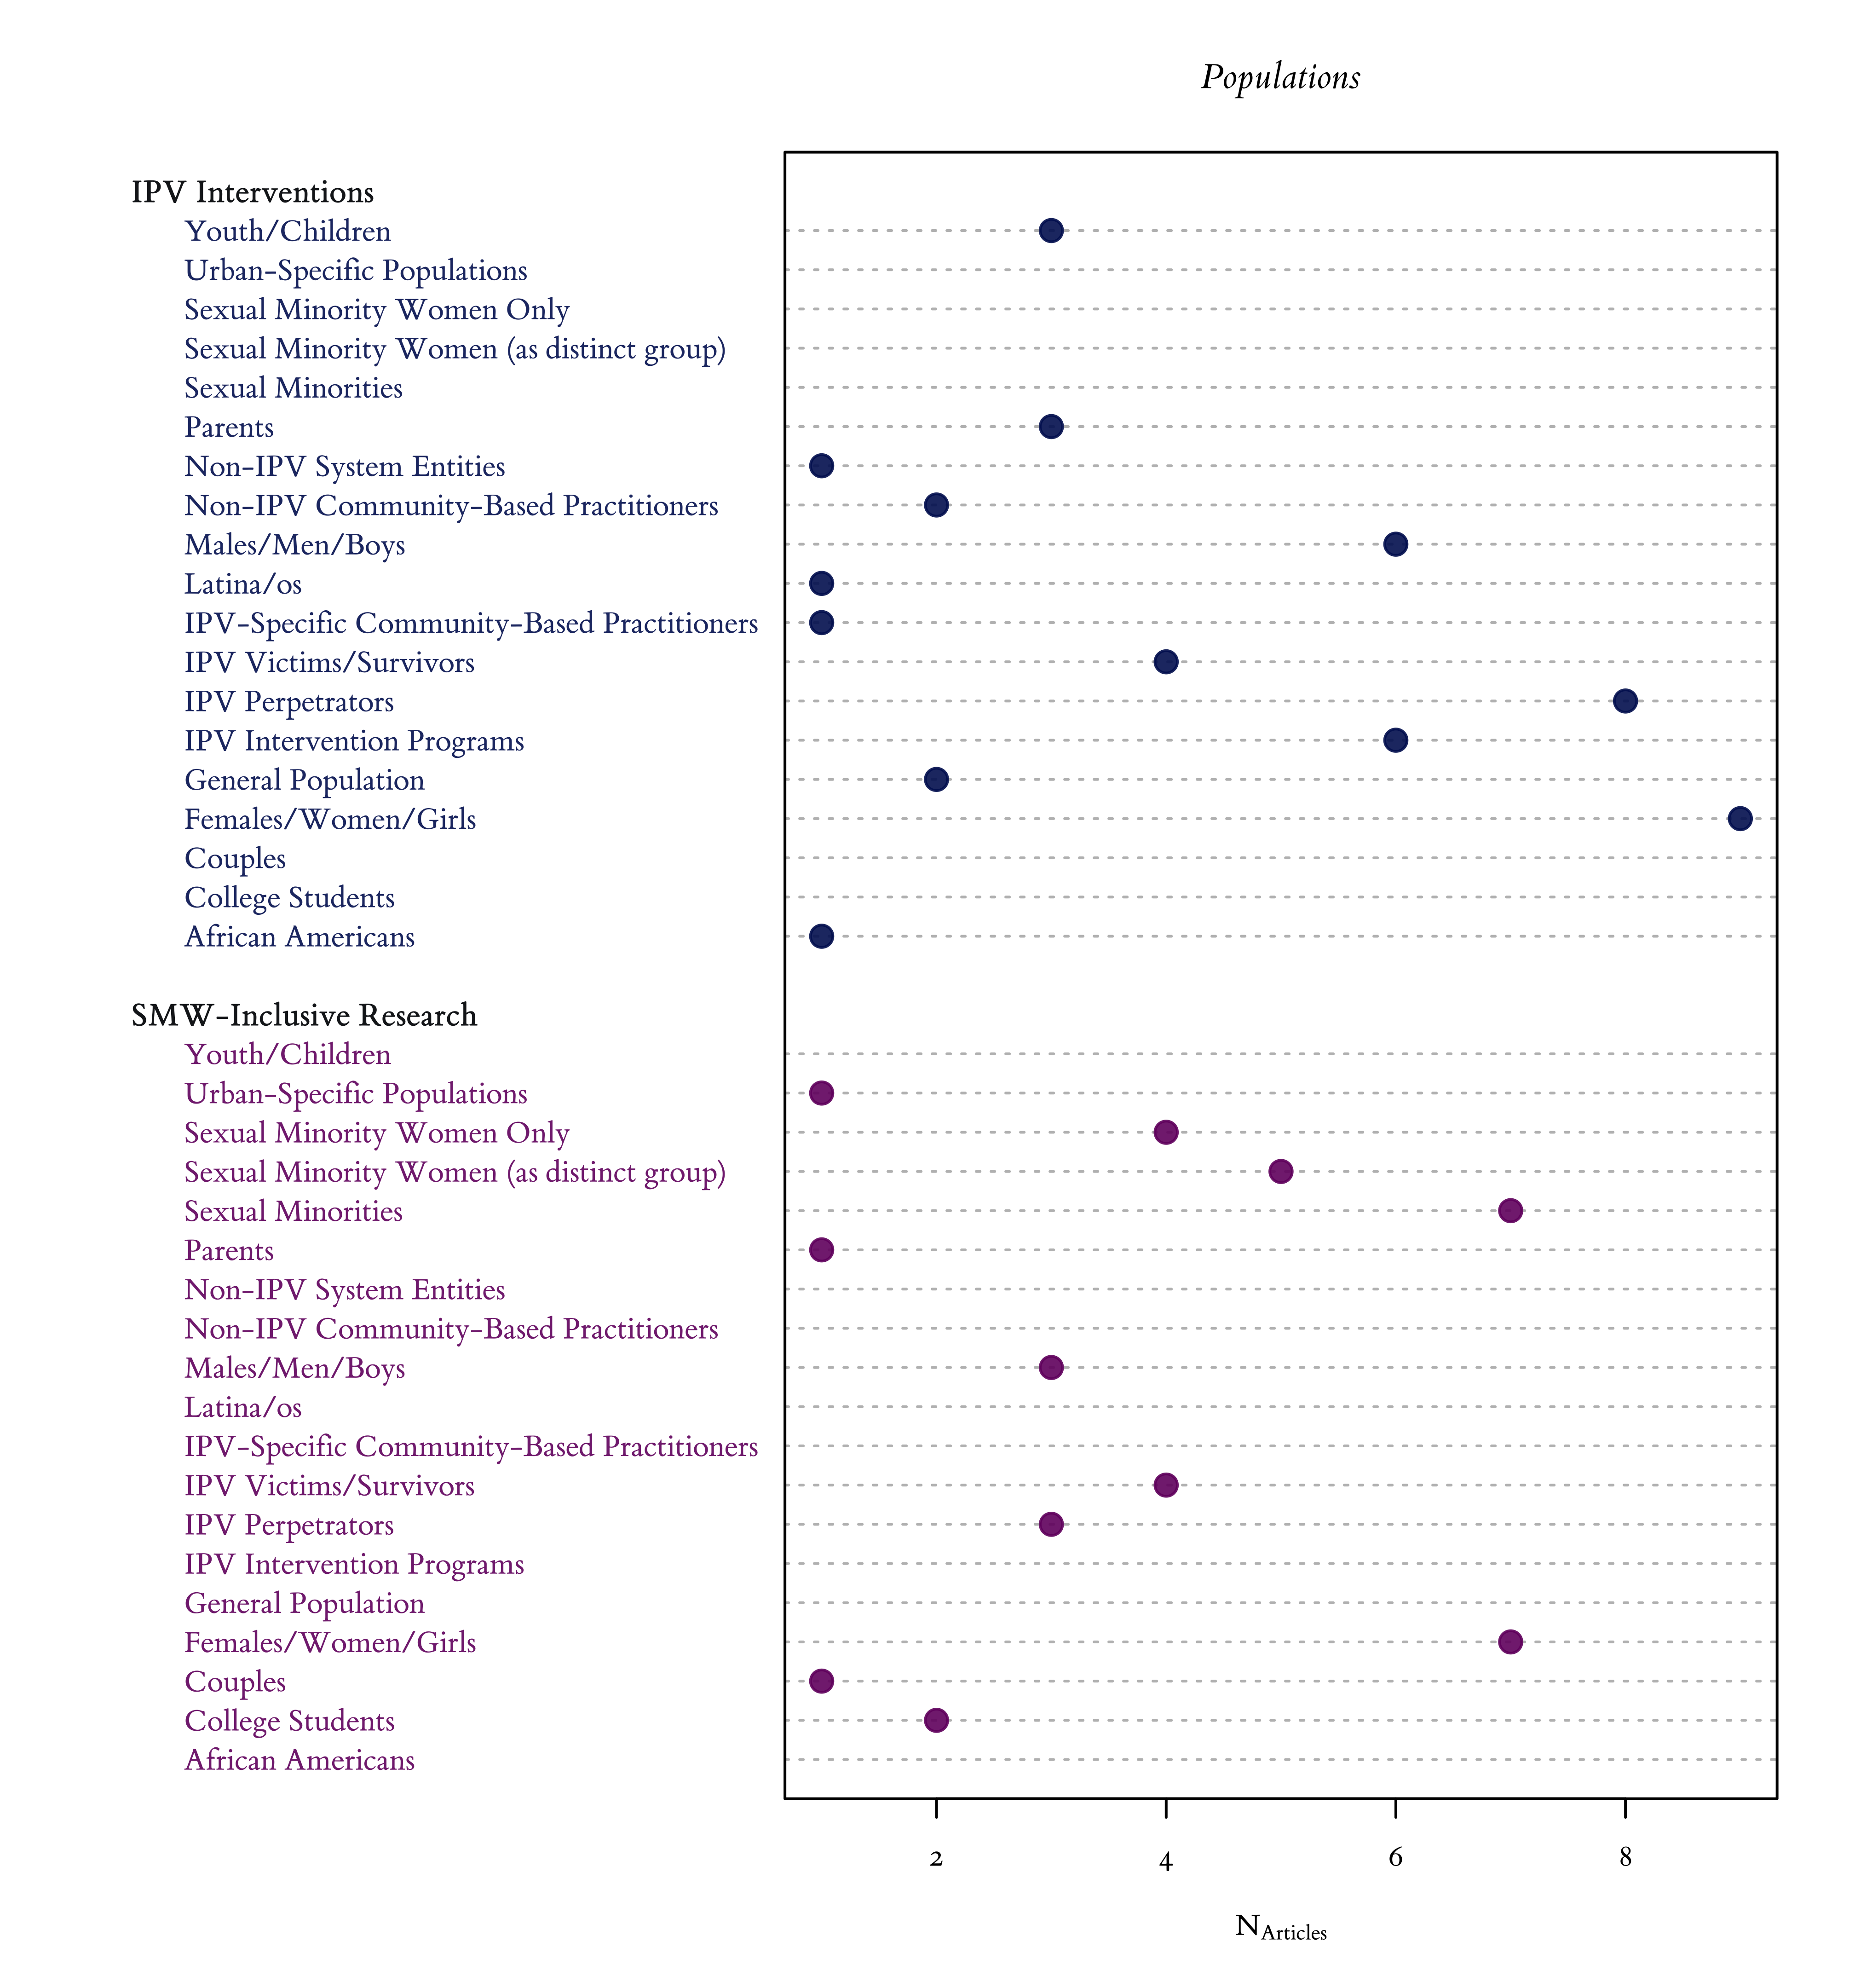 Populations
IPV Interventions
Youth/Children
Urban-Specific Populations
Sexual Minority Women Only
Sexual Minority Women (as distinct group)
Sexual Minorities
Parents
Non-IPV System Entities
Non-IPV Community-Based Practitioners
Males/Men/Boys
Latina/os
IPV-Specific Community-Based Practitioners
IPV Victims/Survivors
IPV Perpetrators
IPV Intervention Programs
General Population
Females/Women/Girls
Couples
College Students
African Americans
SMW-Inclusive Research
Youth/Children
Urban-Specific Populations
Sexual Minority Women Only
Sexual Minority Women (as distinct group)
Sexual Minorities
Parents
Non-IPV System Entities
Non-IPV Community-Based Practitioners
Males/Men/Boys
Latina/os
IPV-Specific Community-Based Practitioners
IPV Victims/Survivors
IPV Perpetrators
IPV Intervention Programs
General Population
Females/Women/Girls
Couples
College Students
African Americans
2 4 6 8
N Articles